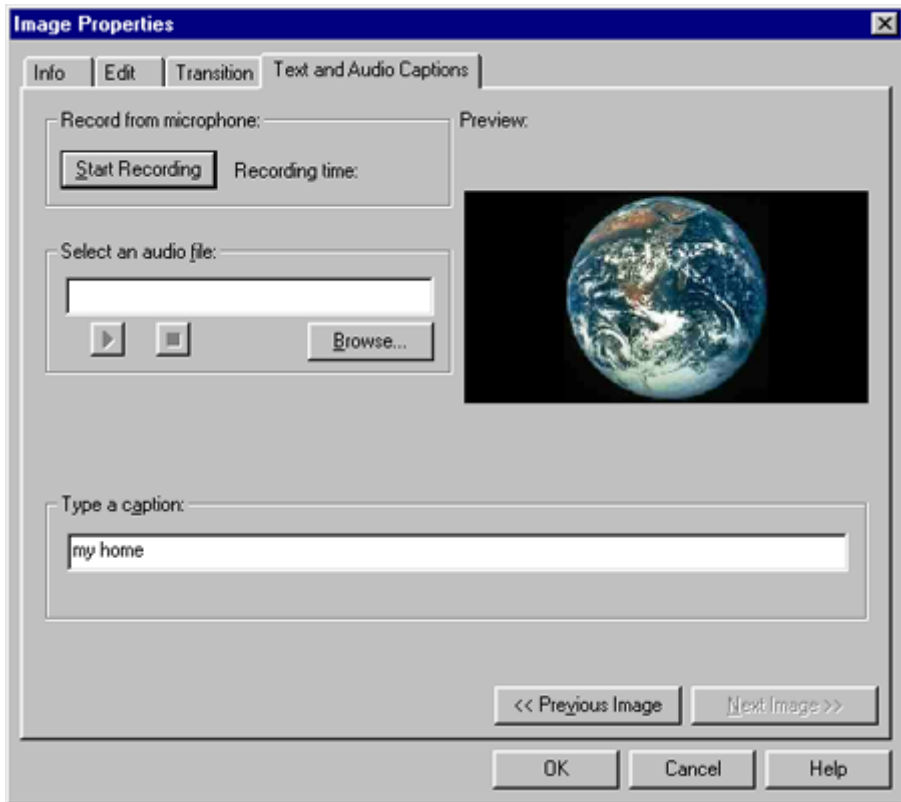 Image Properties
Info Edit Transition Text and Audio Captions
Record from microphone:
Preview:
Start Recording Recording time:
Select an audio file:
Browse...
Type a caption:
my home
<< Previous Image Next Image >>
OK Cancel Help